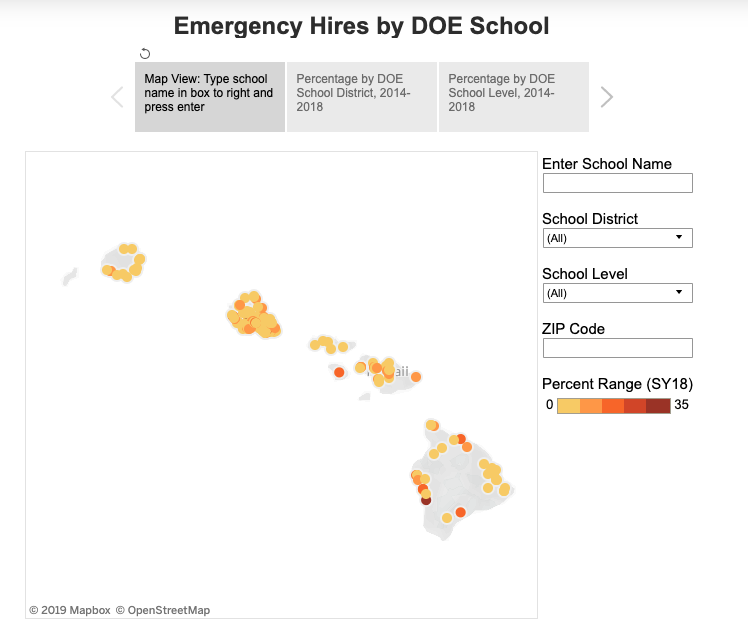 Emergency Hires by DOE School
Map View: Type school
name in box to right and
press enter
Percentage by DOE
School District, 2014-
2018
Percentage by DOE
School Level, 2014-
2018
Enter School Name
School District
(All)
School Level
(All)
ZIP Code
Percent Range (SY18)
0
35
© 2019 Mapbox © OpenStreetMap